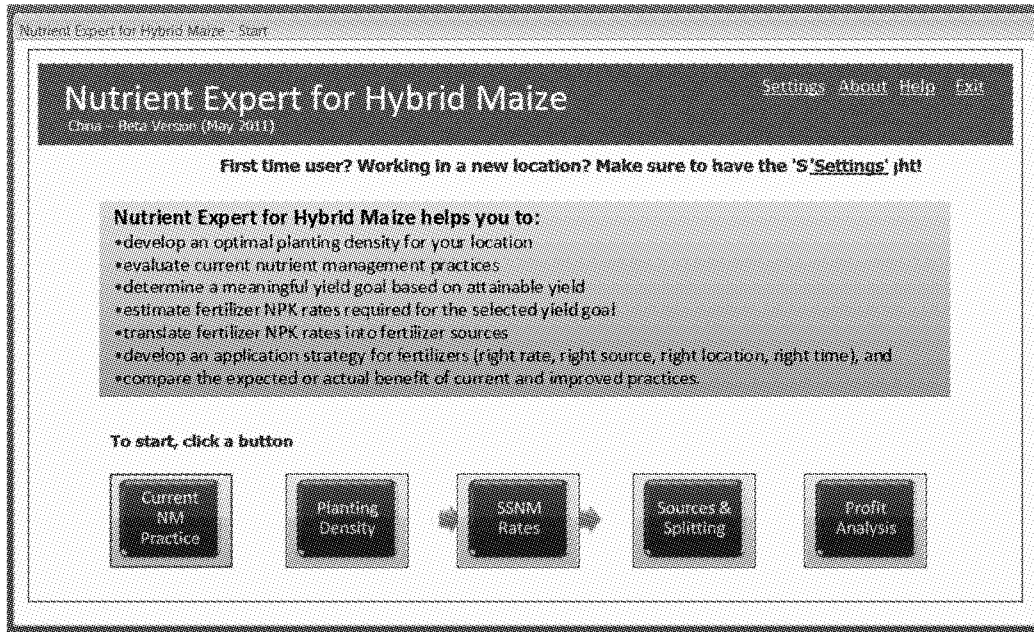 Nutrient Expert for Hybrid Maize - Start
Nutrient Expert for Hybrid Maize
Settings About Help Exit
China – Beta Version (May 2011)
First time user? Working in a new location? Make sure to have the 'S 'Settings' jht!
Nutrient Expert for Hybrid Maize helps you to:
•develop an optimal planting density for your location
•evaluate current nutrient management practices
•determine a meaningful yield goal based on attainable yield
•estimate fertilizer NPK rates required for the selected yield goal
•translate fertilizer NPK rates into fertilizer sources
•develop an application strategy for fertilizers (right rate, right source, right location, right time), and
•compare the expected or actual benefit of current and improved practices.
To start, click a button
Current
NM
Practice
Planting
Density
SSNM
Rates
Sources &
Splitting
Profit
Analysis